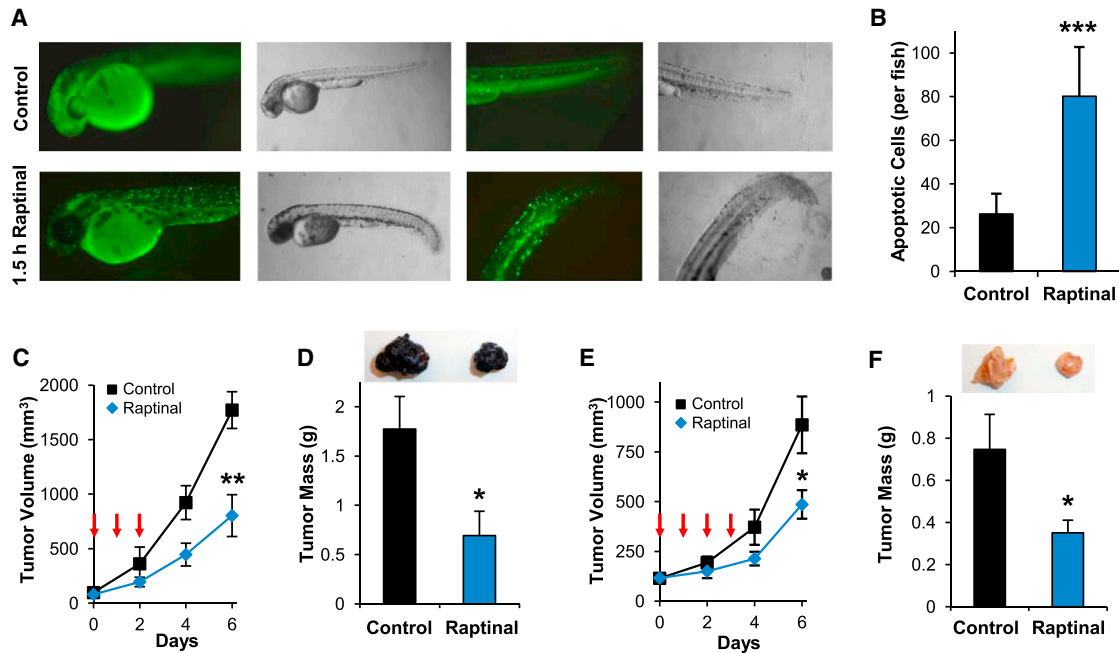 A
Control
1.5 h Raptinal
B
***
Apoptotic Cells (per fish)
100
80
60
40
20
0
Control Raptinal
C
Tumor Volume (mm³)
2000
1500
1000
500
0
Control
Raptinal
**
0 2 4 6
Days
D
Tumor Mass (g)
2
1.5
1
0.5
0
*
Control Raptinal
E
Tumor Volume (mm³)
1000
750
500
250
0
Control
Raptinal
*
0 2 4 6
Days
F
Tumor Mass (g)
1
0.8
0.6
0.4
0.2
0
*
Control Raptinal